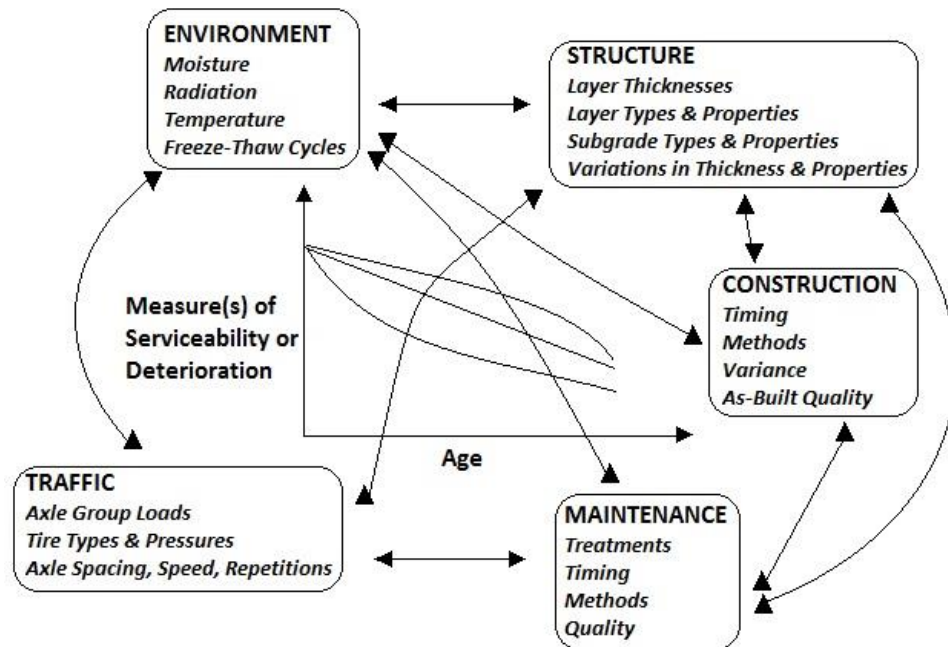 ENVIRONMENT
Moisture
Radiation
Temperature
Freeze-Thaw Cycles
STRUCTURE
Layer Thicknesses
Layer Types & Properties
Subgrade Types & Properties
Variations in Thickness & Properties
Measure(s) of
Serviceability or
Deterioration
Age
CONSTRUCTION
Timing
Methods
Variance
As-Built Quality
TRAFFIC
Axle Group Loads
Tire Types & Pressures
Axle Spacing, Speed, Repetitions
MAINTENANCE
Treatments
Timing
Methods
Quality